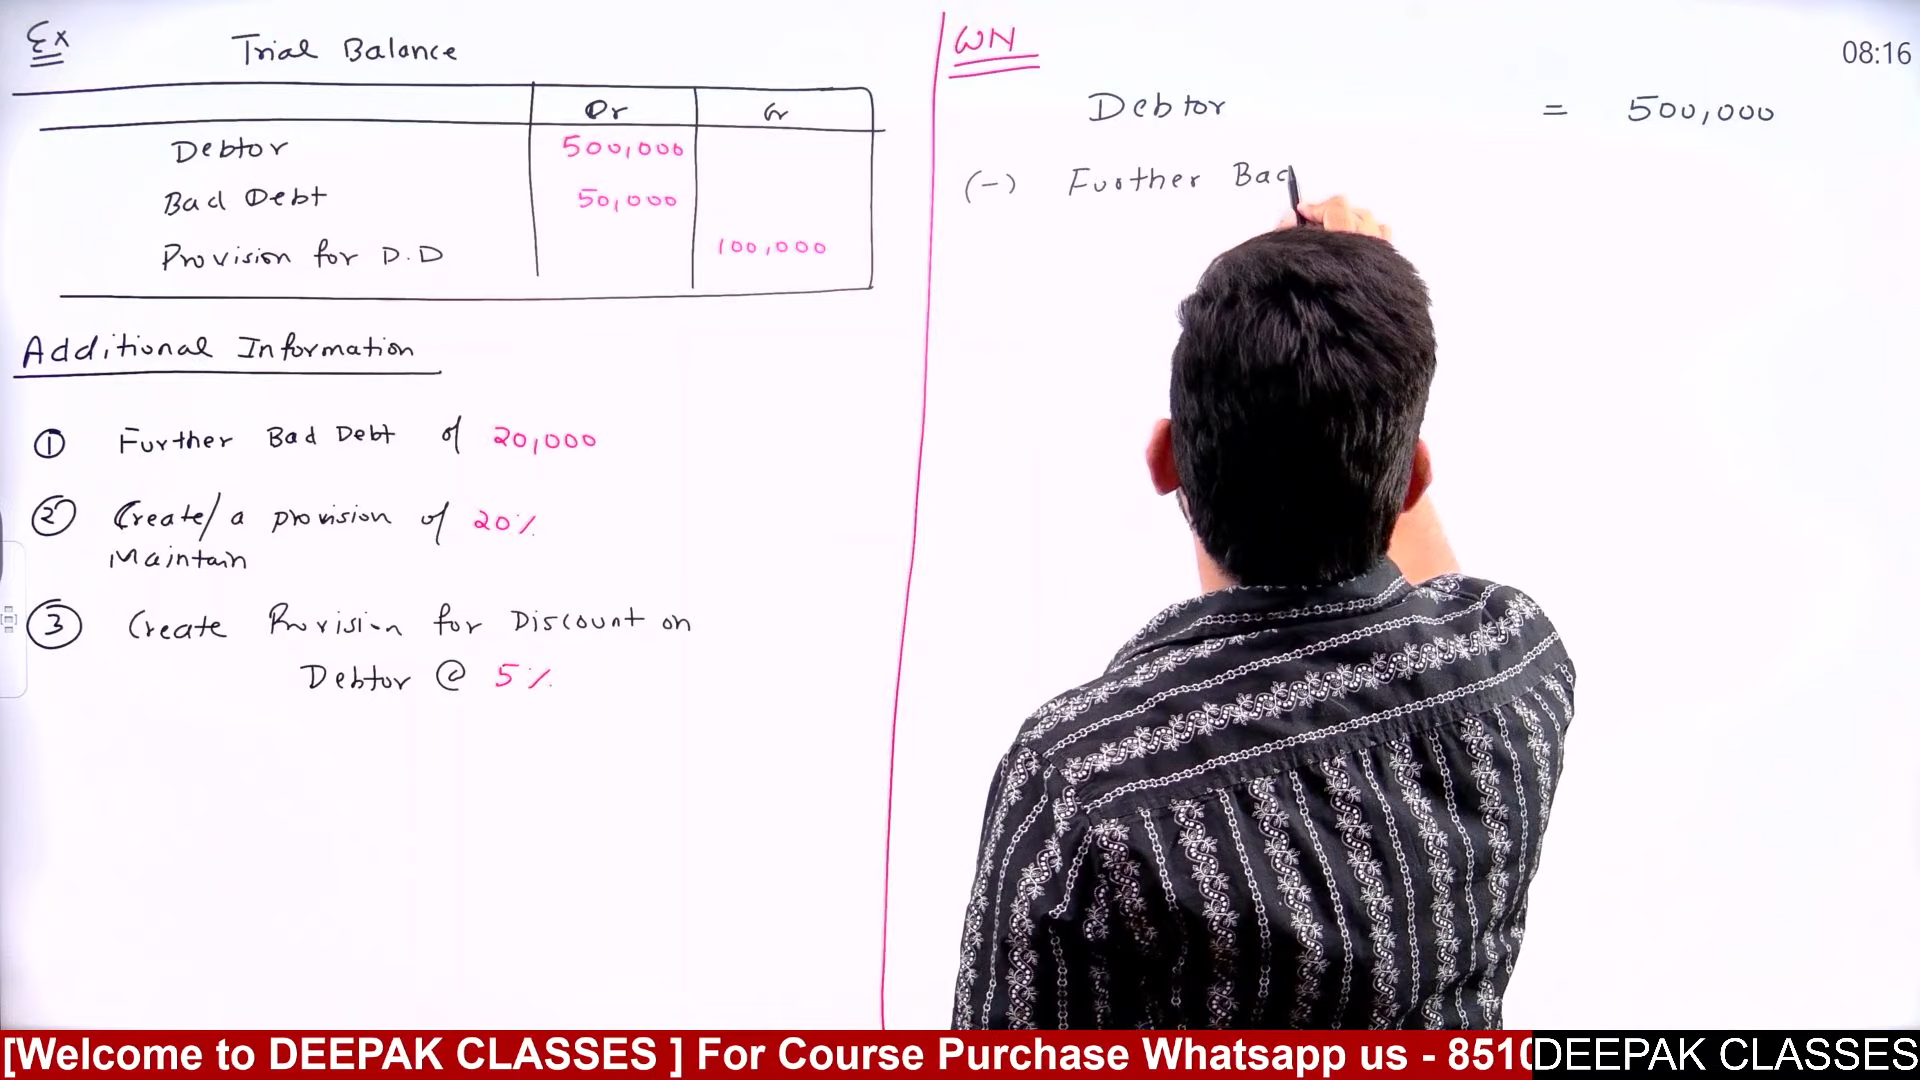 Ex
Trial Balance
Dr Cr
Debtor 500,000
Bad Debt 50,000
Provision for D.D 100,000
Additional Information
① Further Bad Debt of 20,000
② Create/ a provision of 20%
Maintain
③ Create Provision for Discount on
Debtor @ 5%
WN
08:16
Debtor = 500,000
(-) Further Bad
[Welcome to DEEPAK CLASSES ] For Course Purchase Whatsapp us - 851
DEEPAK CLASSES